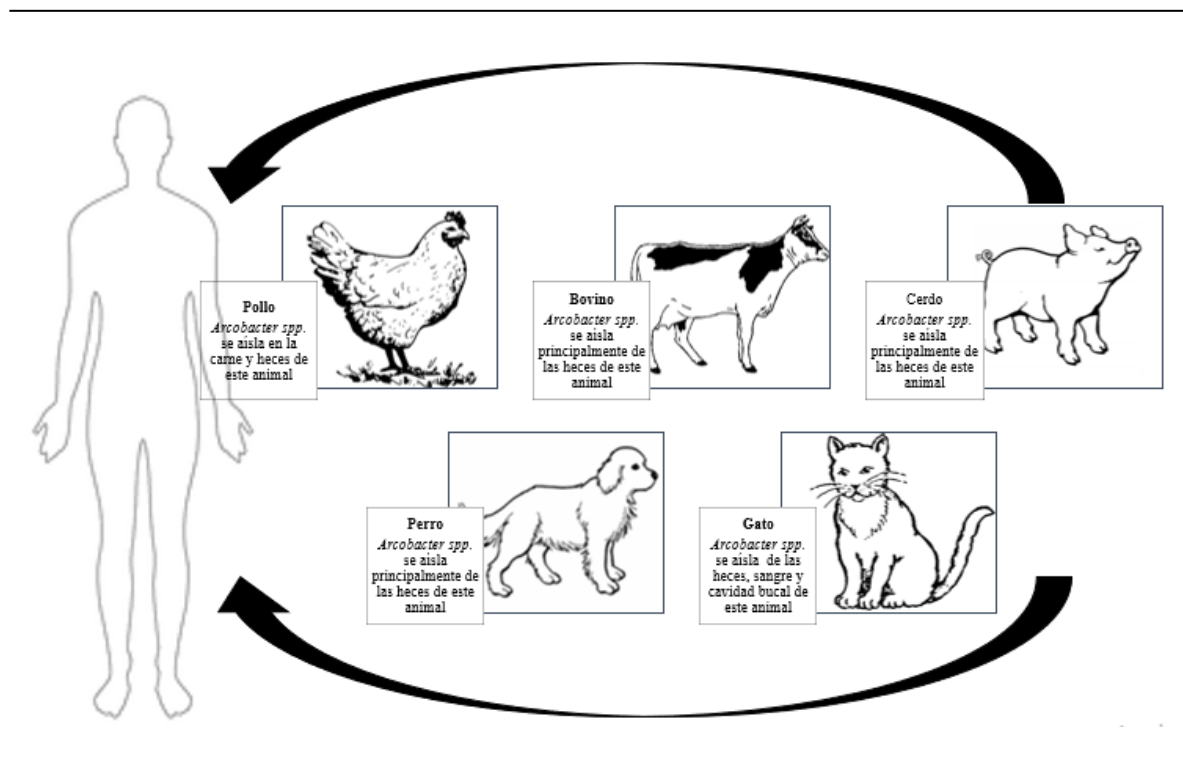 Pollo
Arcobacter spp.
se aisla en la
carne y heces de
este animal
Bovino
Arcobacter spp.
se aisla
principalmente de
las heces de este
animal
Cerdo
Arcobacter spp.
se aisla
principalmente de
las heces de este
animal
Perro
Arcobacter spp.
se aisla
principalmente de
las heces de este
animal
Gato
Arcobacter spp.
se aisla de las
heces, sangre y
cavidad bucal de
este animal